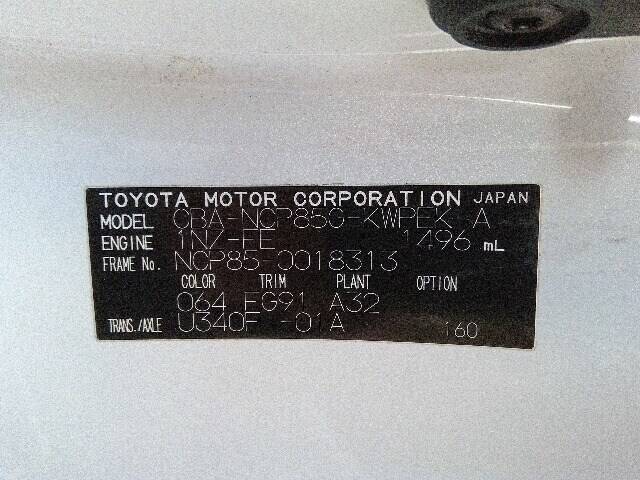 TOYOTA MOTOR CORPORATION JAPAN
MODEL CBA-NCP85G-KWPEK A
ENGINE 1NZ-FE 1496 mL
FRAME No. NCP85-0018313
COLOR TRIM PLANT OPTION
064 EG91 A32
TRANS./AXLE U340F -01A 160